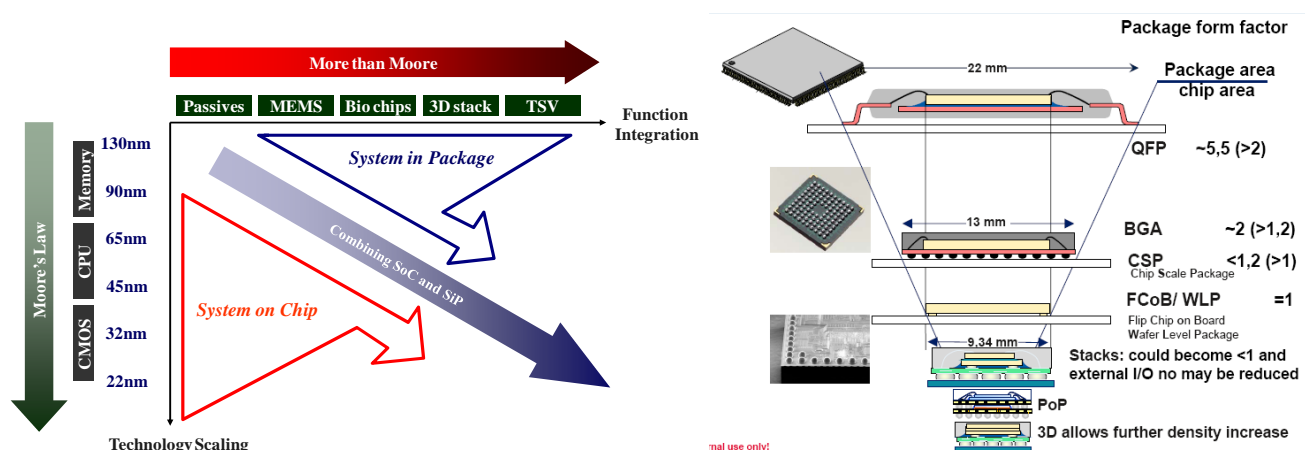 More than Moore
Passives
MEMS
Bio chips
3D stack
TSV
Function
Integration
130nm
90nm
65nm
45nm
32nm
22nm
Memory
CPU
CMOS
Moore's Law
System in Package
Combining SoC and SiP
System on Chip
Technology Scaling
Package form factor
22 mm
Package area
chip area
QFP ~5,5 (>2)
13 mm
BGA ~2 (>1,2)
CSP <1,2 (>1)
Chip Scale Package
FCoB/ WLP =1
Flip Chip on Board
Wafer Level Package
9,34 mm
Stacks: could become <1 and
external I/O no may be reduced
PoP
3D allows further density increase
rnal use only!